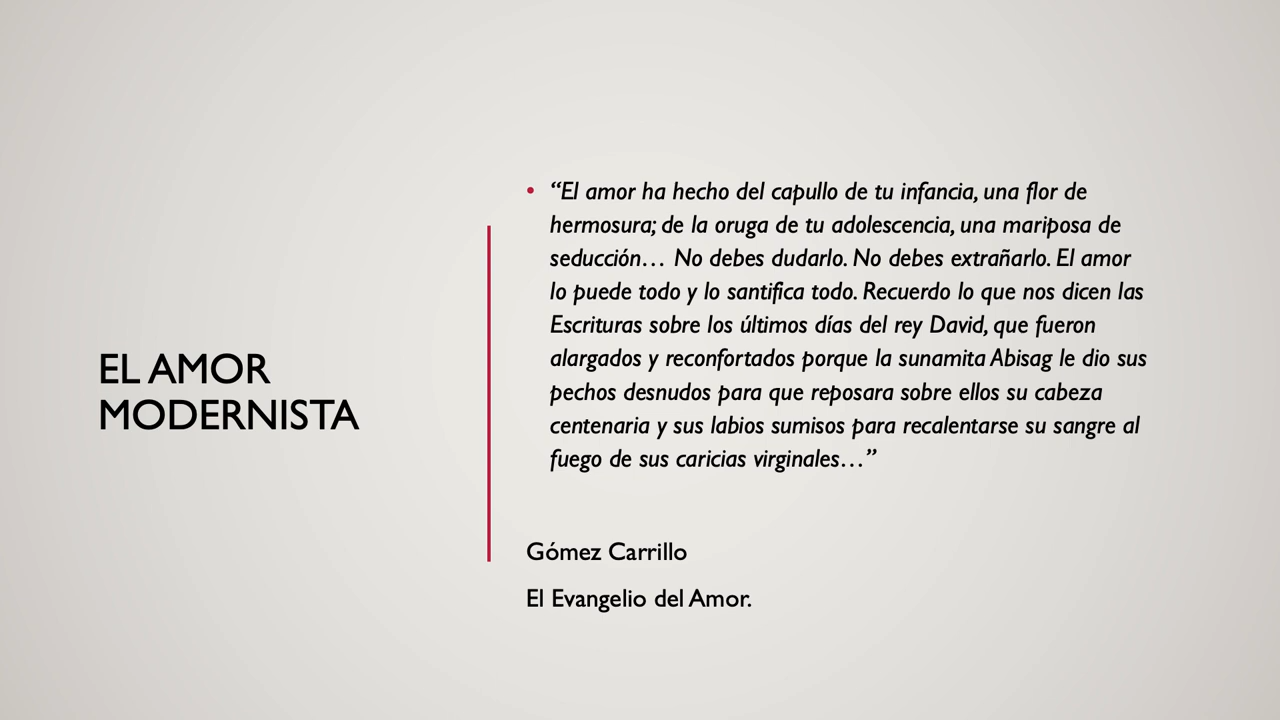 EL AMOR
MODERNISTA
• “El amor ha hecho del capullo de tu infancia, una flor de
hermosura; de la oruga de tu adolescencia, una mariposa de
seducción… No debes dudarlo. No debes extrañarlo. El amor
lo puede todo y lo santifica todo. Recuerdo lo que nos dicen las
Escrituras sobre los últimos días del rey David, que fueron
alargados y reconfortados porque la sunamita Abisag le dio sus
pechos desnudos para que reposara sobre ellos su cabeza
centenaria y sus labios sumisos para recalentarse su sangre al
fuego de sus caricias virginales…”
Gómez Carrillo
El Evangelio del Amor.